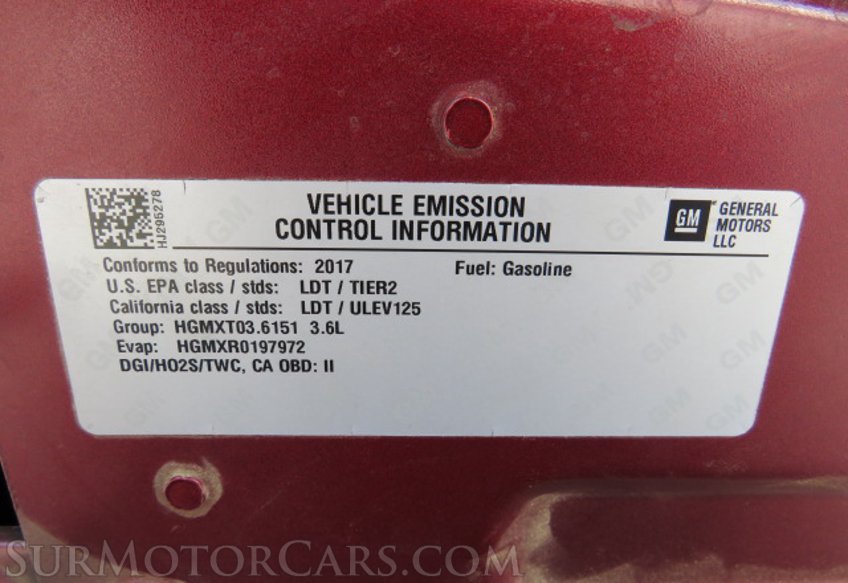 HJ295278
VEHICLE EMISSION
CONTROL INFORMATION
GM
GENERAL
MOTORS
LLC
Conforms to Regulations: 2017
Fuel: Gasoline
U.S. EPA class / stds: LDT / TIER2
California class / stds: LDT / ULEV125
Group: HGMXT03.6151 3.6L
Evap: HGMXR0197972
DGI/HO2S/TWC, CA OBD: II
SURMOTORCARS.COM